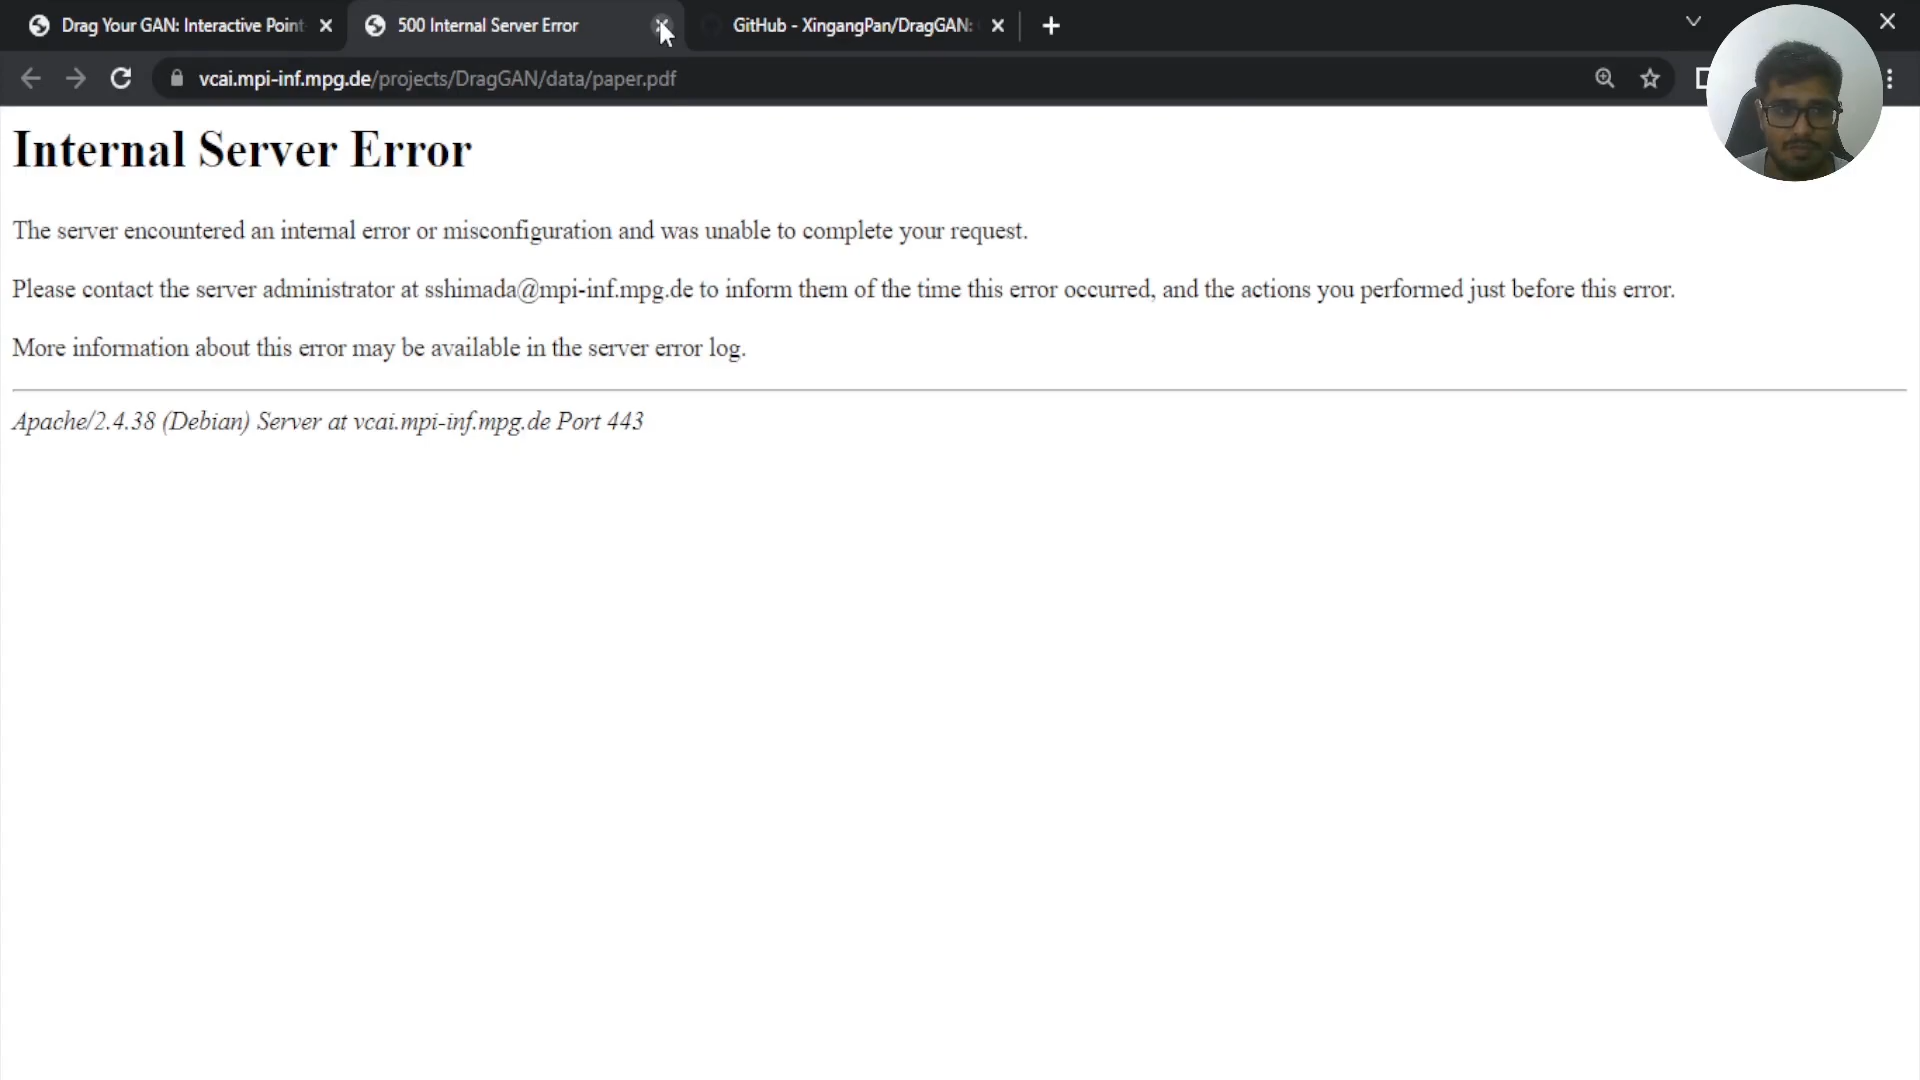 Drag Your GAN: Interactive Point
500 Internal Server Error
GitHub - XingangPan/DragGAN:
vcai.mpi-inf.mpg.de/projects/DragGAN/data/paper.pdf
Internal Server Error
The server encountered an internal error or misconfiguration and was unable to complete your request.
Please contact the server administrator at sshimada@mpi-inf.mpg.de to inform them of the time this error occurred, and the actions you performed just before this error.
More information about this error may be available in the server error log.
Apache/2.4.38 (Debian) Server at vcai.mpi-inf.mpg.de Port 443